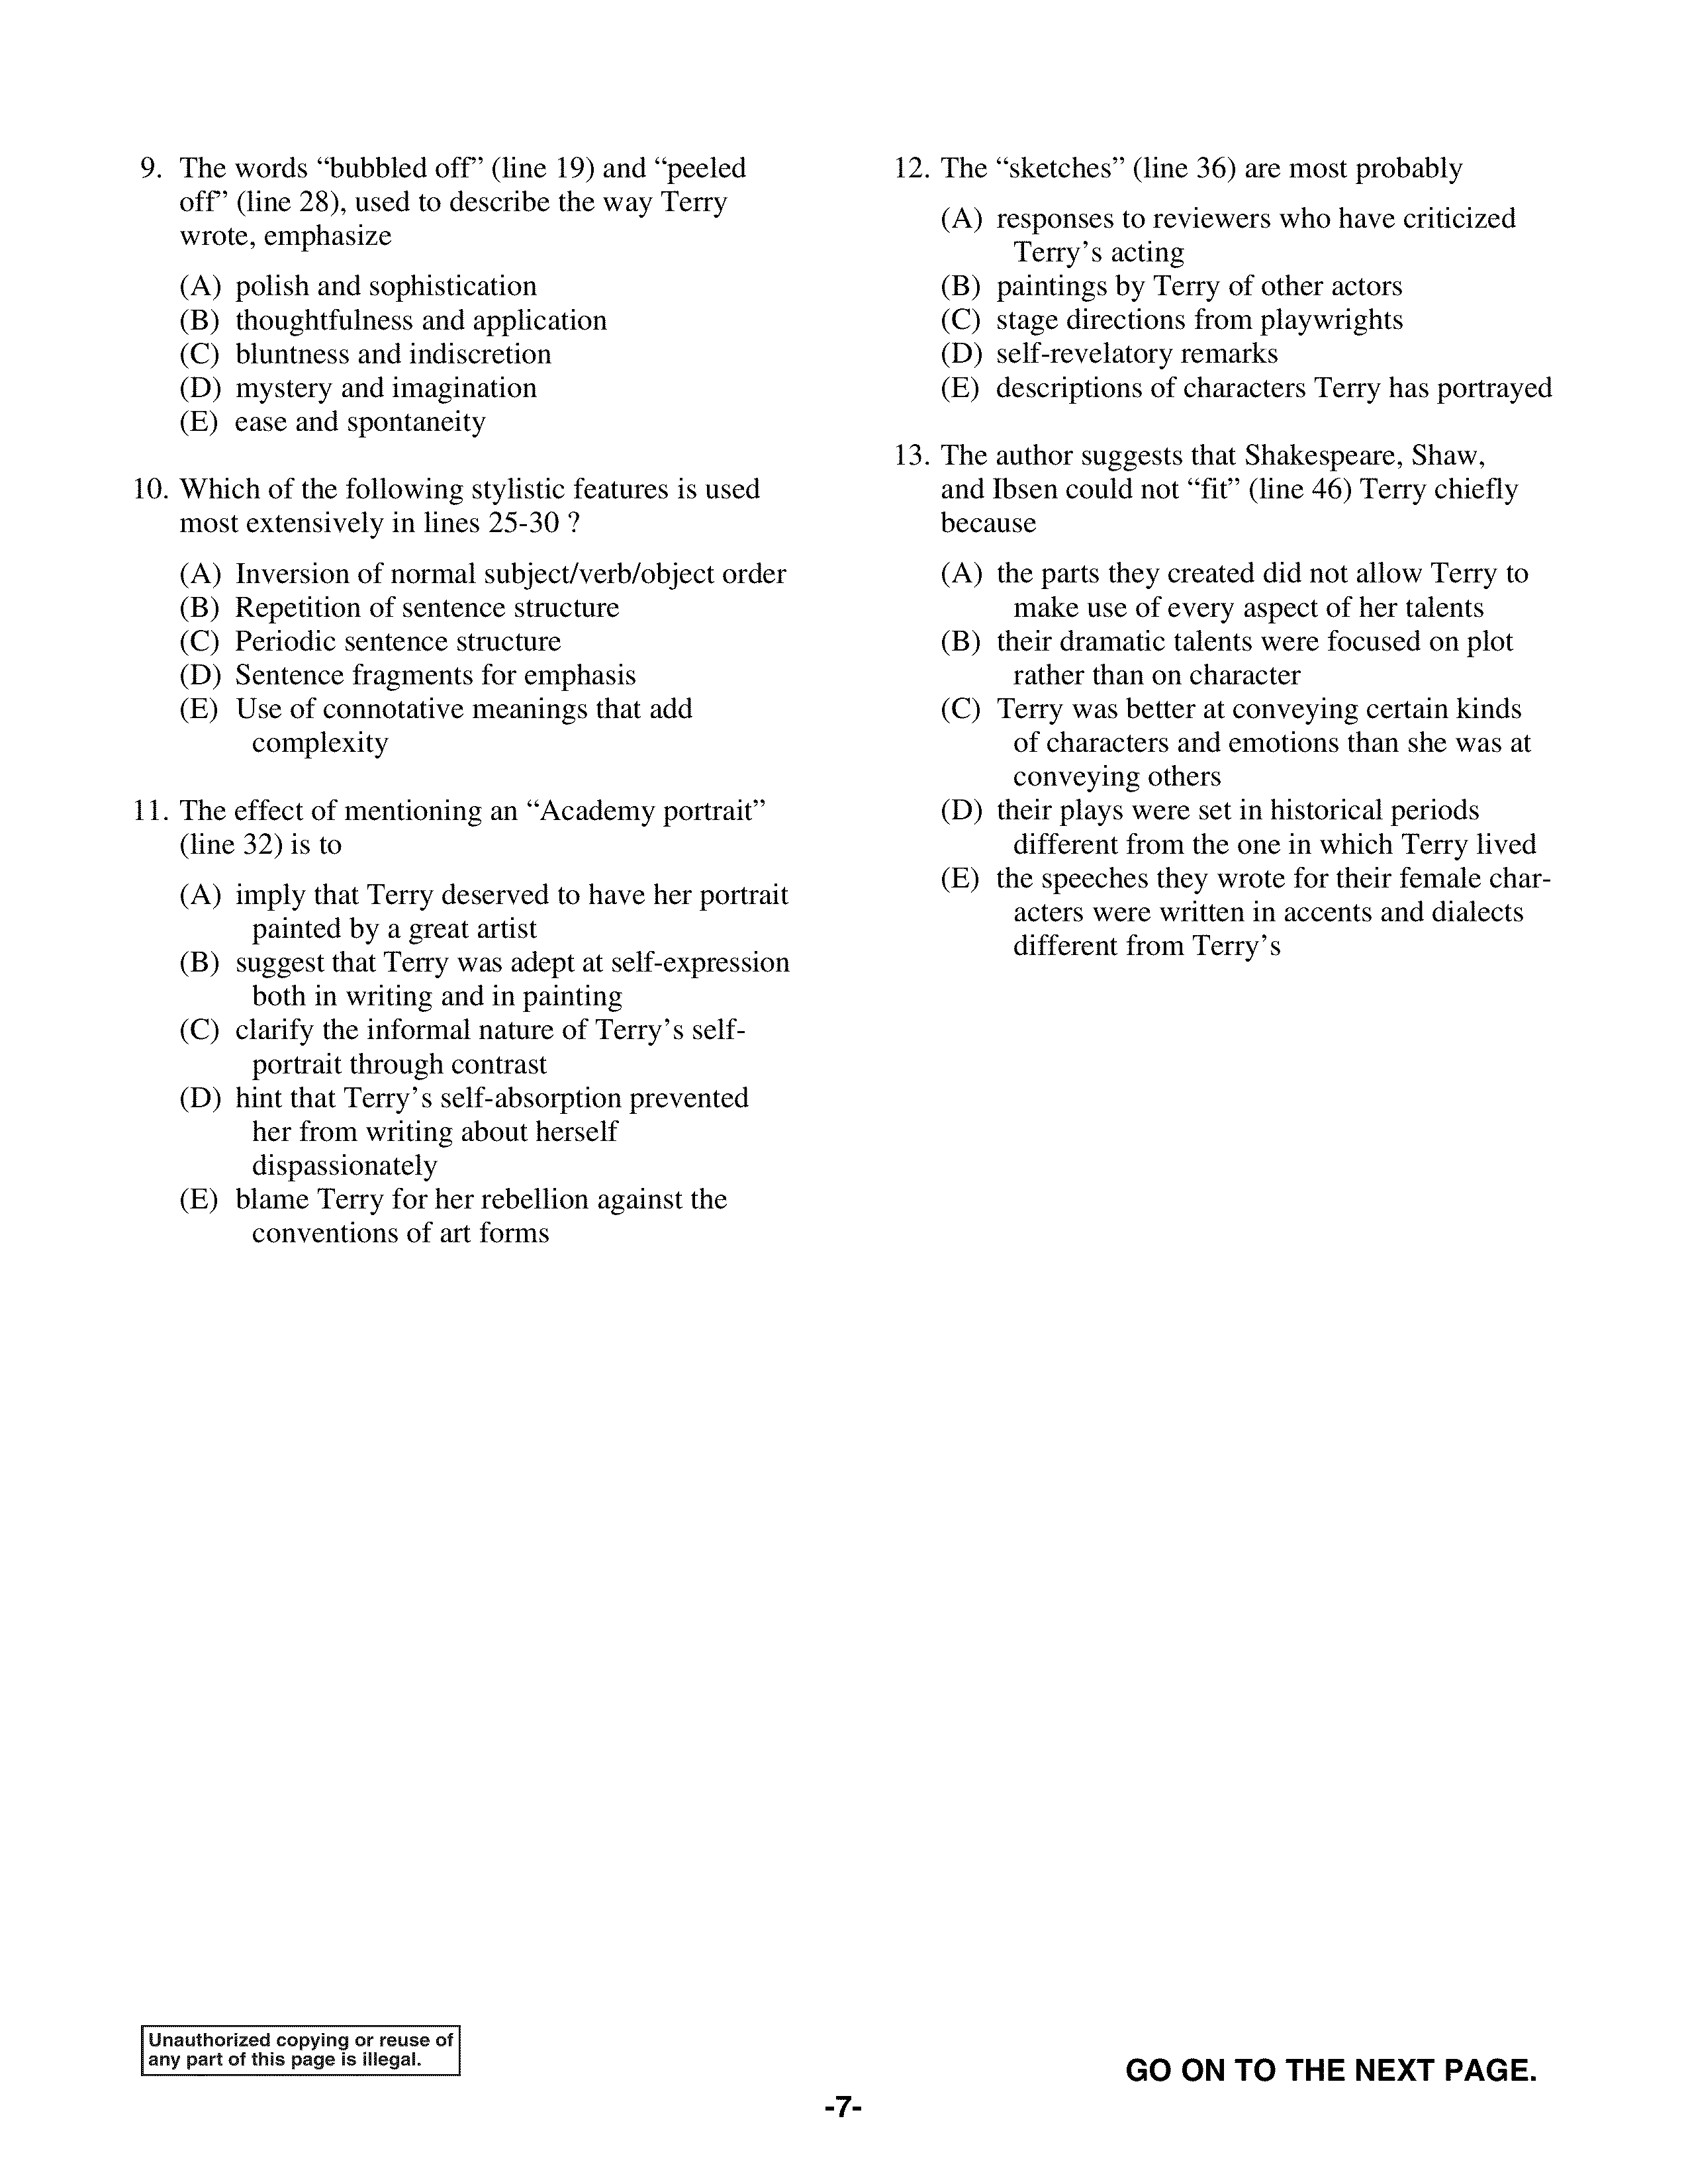 9. The words “bubbled off” (line 19) and “peeled
off” (line 28), used to describe the way Terry
wrote, emphasize
(A) polish and sophistication
(B) thoughtfulness and application
(C) bluntness and indiscretion
(D) mystery and imagination
(E) ease and spontaneity
10. Which of the following stylistic features is used
most extensively in lines 25-30 ?
(A) Inversion of normal subject/verb/object order
(B) Repetition of sentence structure
(C) Periodic sentence structure
(D) Sentence fragments for emphasis
(E) Use of connotative meanings that add
complexity
11. The effect of mentioning an “Academy portrait”
(line 32) is to
(A) imply that Terry deserved to have her portrait
painted by a great artist
(B) suggest that Terry was adept at self-expression
both in writing and in painting
(C) clarify the informal nature of Terry’s self-
portrait through contrast
(D) hint that Terry’s self-absorption prevented
her from writing about herself
dispassionately
(E) blame Terry for her rebellion against the
conventions of art forms
12. The “sketches” (line 36) are most probably
(A) responses to reviewers who have criticized
Terry’s acting
(B) paintings by Terry of other actors
(C) stage directions from playwrights
(D) self-revelatory remarks
(E) descriptions of characters Terry has portrayed
13. The author suggests that Shakespeare, Shaw,
and Ibsen could not “fit” (line 46) Terry chiefly
because
(A) the parts they created did not allow Terry to
make use of every aspect of her talents
(B) their dramatic talents were focused on plot
rather than on character
(C) Terry was better at conveying certain kinds
of characters and emotions than she was at
conveying others
(D) their plays were set in historical periods
different from the one in which Terry lived
(E) the speeches they wrote for their female char-
acters were written in accents and dialects
different from Terry’s
Unauthorized copying or reuse of
any part of this page is illegal.
GO ON TO THE NEXT PAGE.
-7-